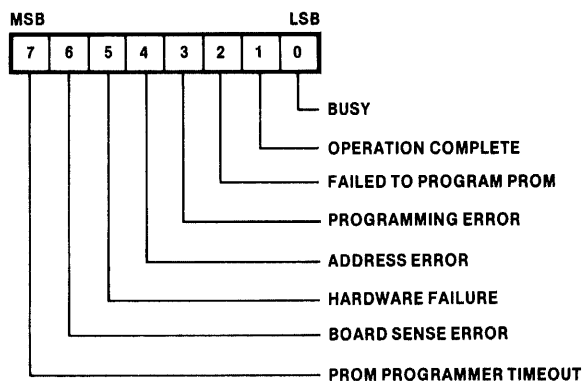 MSB LSB
7 6 5 4 3 2 1 0
BUSY
OPERATION COMPLETE
FAILED TO PROGRAM PROM
PROGRAMMING ERROR
ADDRESS ERROR
HARDWARE FAILURE
BOARD SENSE ERROR
PROM PROGRAMMER TIMEOUT